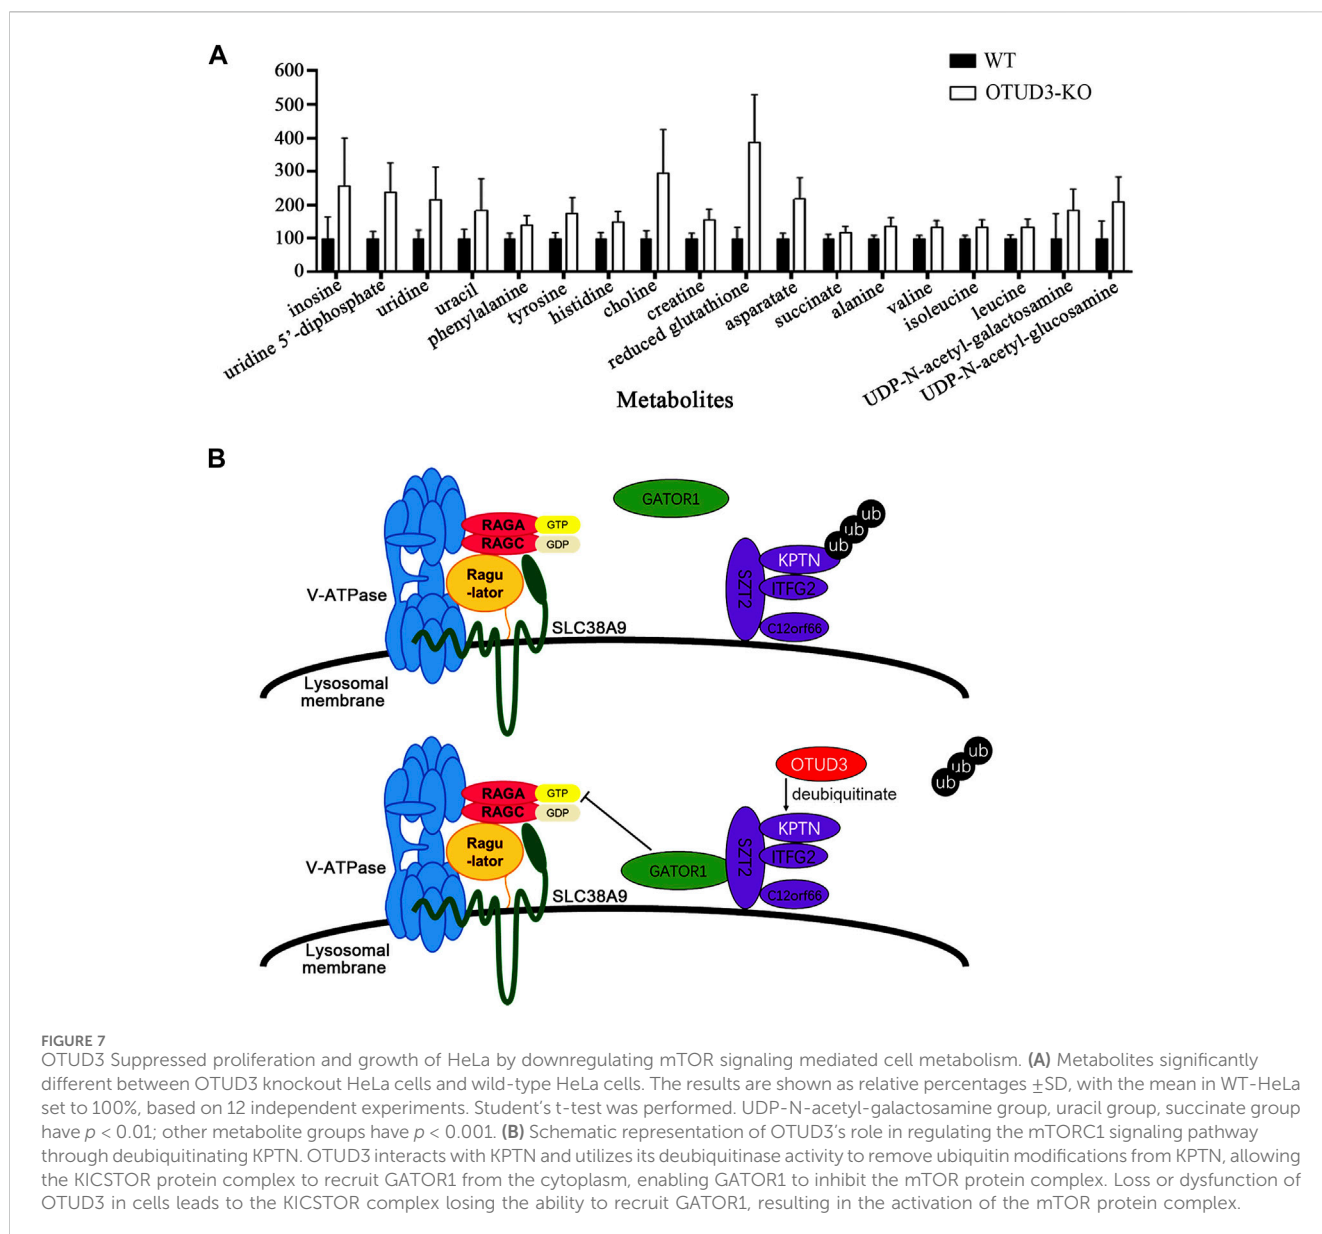 A
600
500
400
300
200
100
0
WT
OTUD3-KO
inosine
uridine 5'-diphosphate
uridine
uracil
phenylalanine
tyrosine
histidine
choline
creatine
reduced glutathione
asparatate
succinate
alanine
valine
isoleucine
leucine
UDP-N-acetyl-galactosamine
UDP-N-acetyl-glucosamine
Metabolites
B
GATOR1
RAGA
GTP
RAGC
GDP
Ragu
-lator
V-ATPase
SLC38A9
Lysosomal
membrane
SZT2
KPTN
ITFG2
C12orf66
ub
ub
ub
OTUD3
deubiquitinate
ub
ub
ub
RAGA
GTP
RAGC
GDP
Ragu
-lator
V-ATPase
SLC38A9
Lysosomal
membrane
GATOR1
SZT2
KPTN
ITFG2
C12orf66
FIGURE 7
OTUD3 Suppressed proliferation and growth of HeLa by downregulating mTOR signaling mediated cell metabolism. (A) Metabolites significantly
different between OTUD3 knockout HeLa cells and wild-type HeLa cells. The results are shown as relative percentages ±SD, with the mean in WT-HeLa
set to 100%, based on 12 independent experiments. Student's t-test was performed. UDP-N-acetyl-galactosamine group, uracil group, succinate group
have p < 0.01; other metabolite groups have p < 0.001. (B) Schematic representation of OTUD3's role in regulating the mTORC1 signaling pathway
through deubiquitinating KPTN. OTUD3 interacts with KPTN and utilizes its deubiquitinase activity to remove ubiquitin modifications from KPTN, allowing
the KICSTOR protein complex to recruit GATOR1 from the cytoplasm, enabling GATOR1 to inhibit the mTOR protein complex. Loss or dysfunction of
OTUD3 in cells leads to the KICSTOR complex losing the ability to recruit GATOR1, resulting in the activation of the mTOR protein complex.